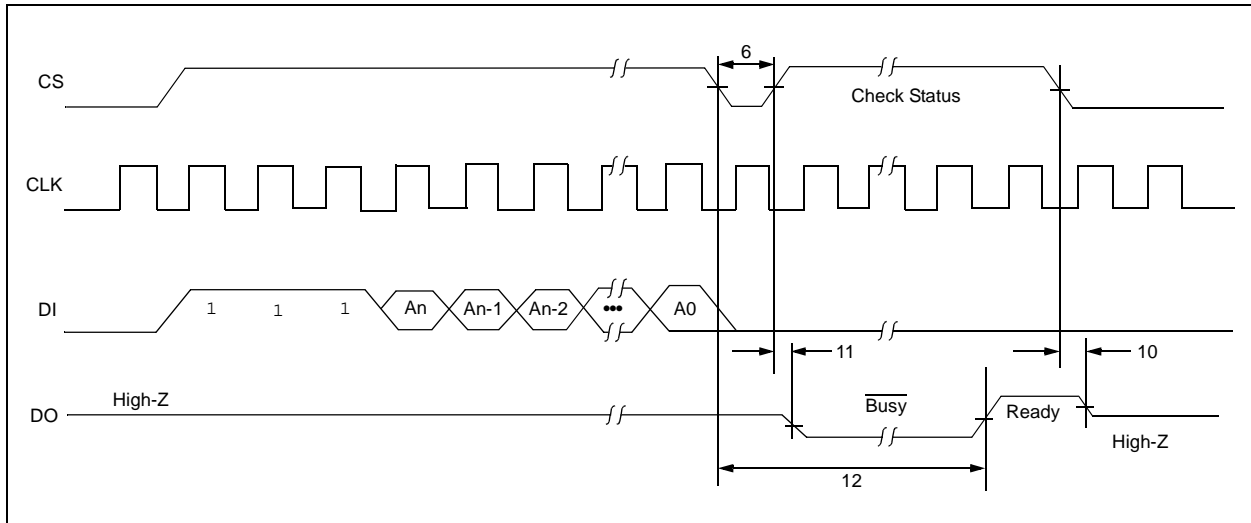 6
CS
Check Status
CLK
DI
1 1 1 An An-1 An-2 ••• A0
11
10
High-Z
DO
Busy
Ready
High-Z
12